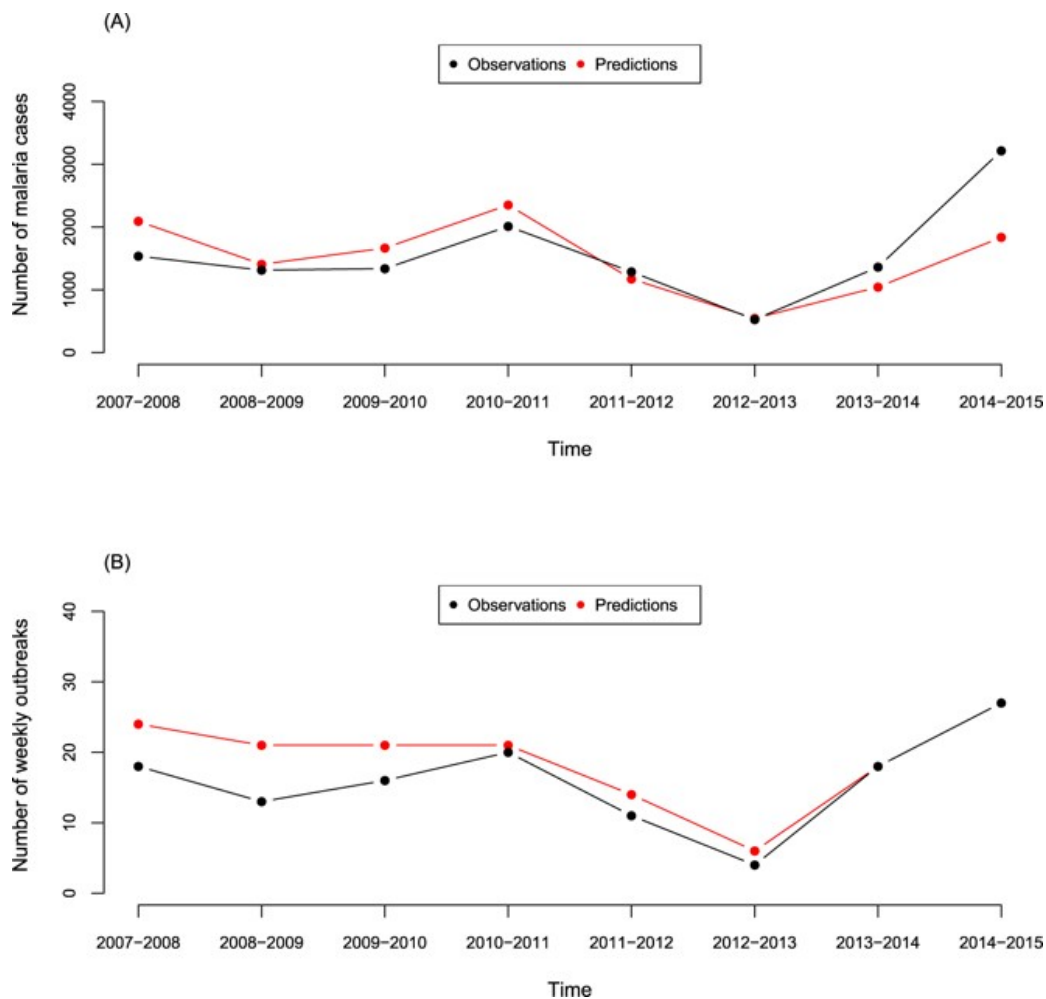 (A)
Observations Predictions
Number of malaria cases
4000
3000
2000
1000
0
2007−2008 2008−2009 2009−2010 2010−2011 2011−2012 2012−2013 2013−2014 2014−2015
Time
(B)
Observations Predictions
Number of weekly outbreaks
40
30
20
10
0
2007−2008 2008−2009 2009−2010 2010−2011 2011−2012 2012−2013 2013−2014 2014−2015
Time